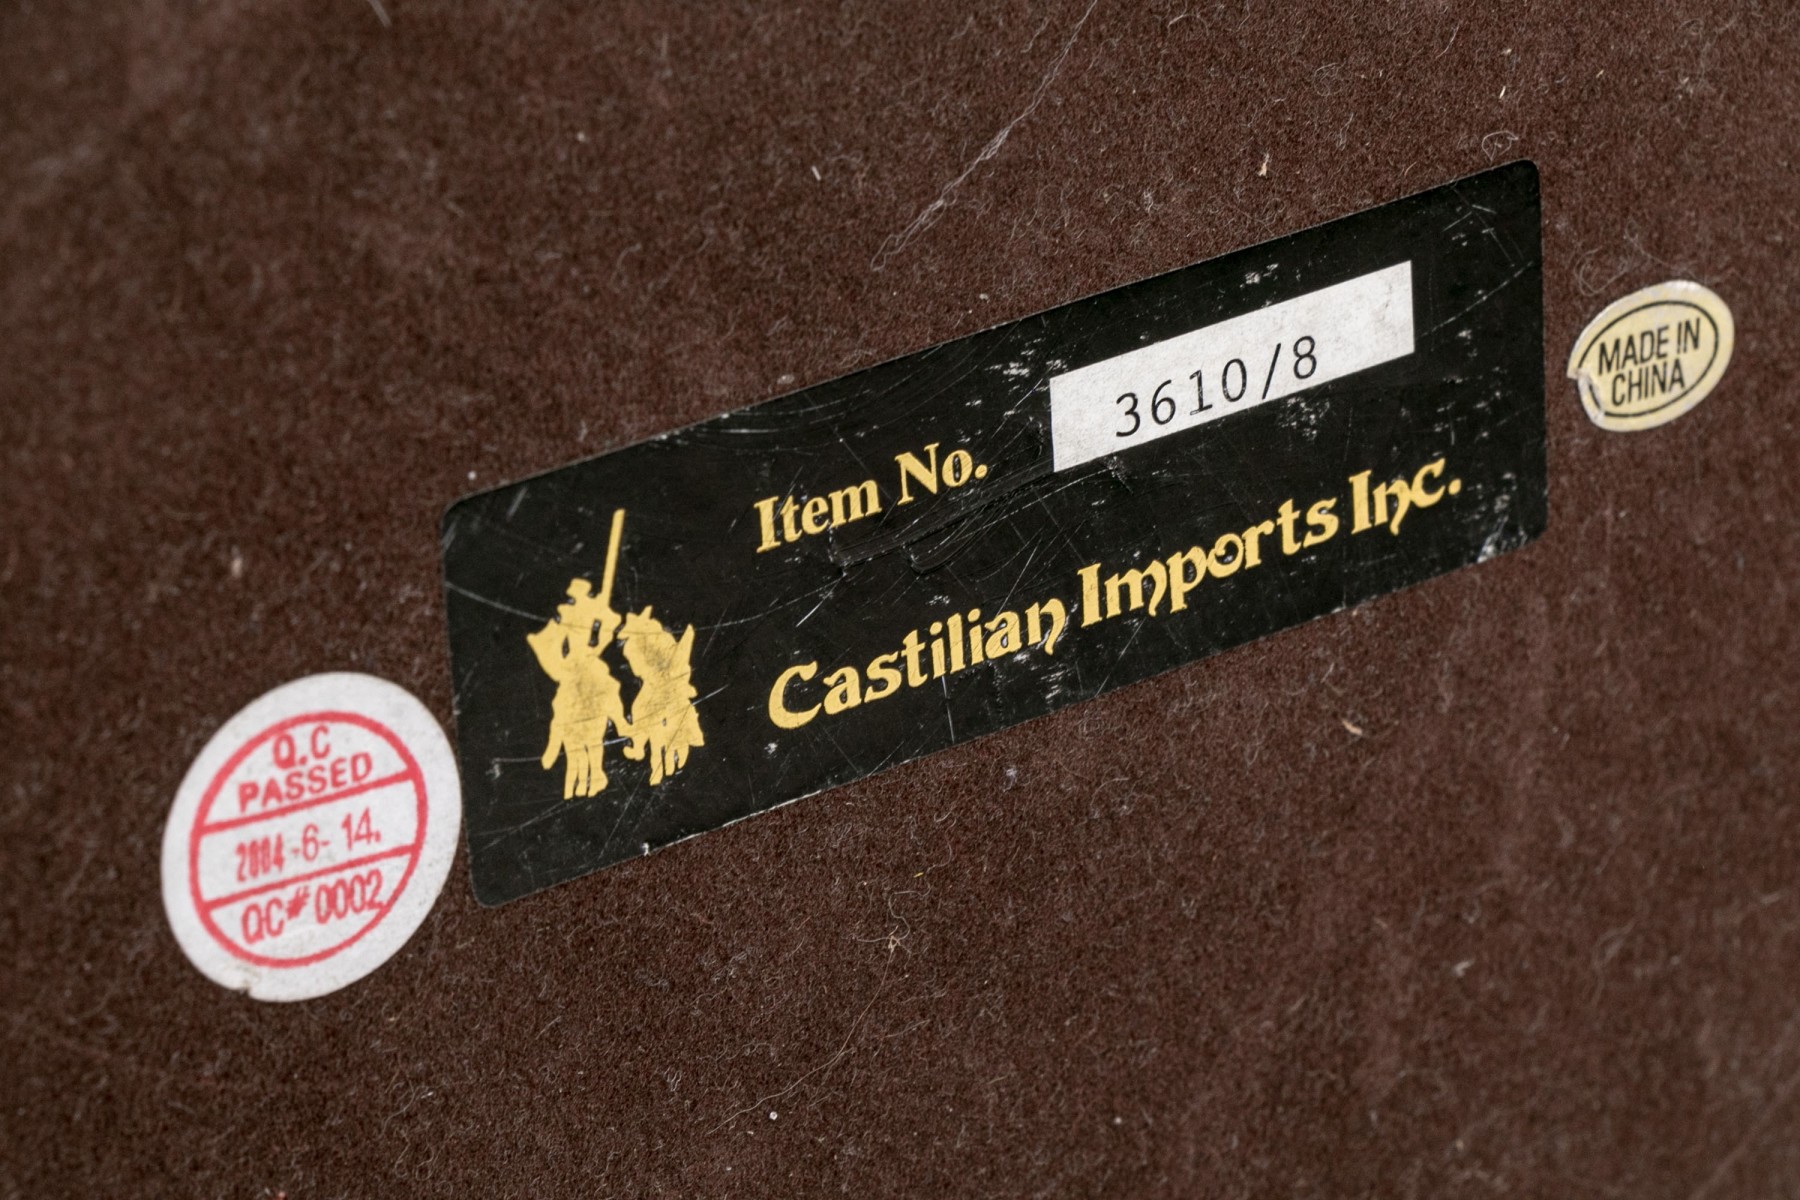 Item No. 3610/8
Castilian Imports Inc.
MADE IN
CHINA
Q.C
PASSED
2004-6-14.
QC#0002